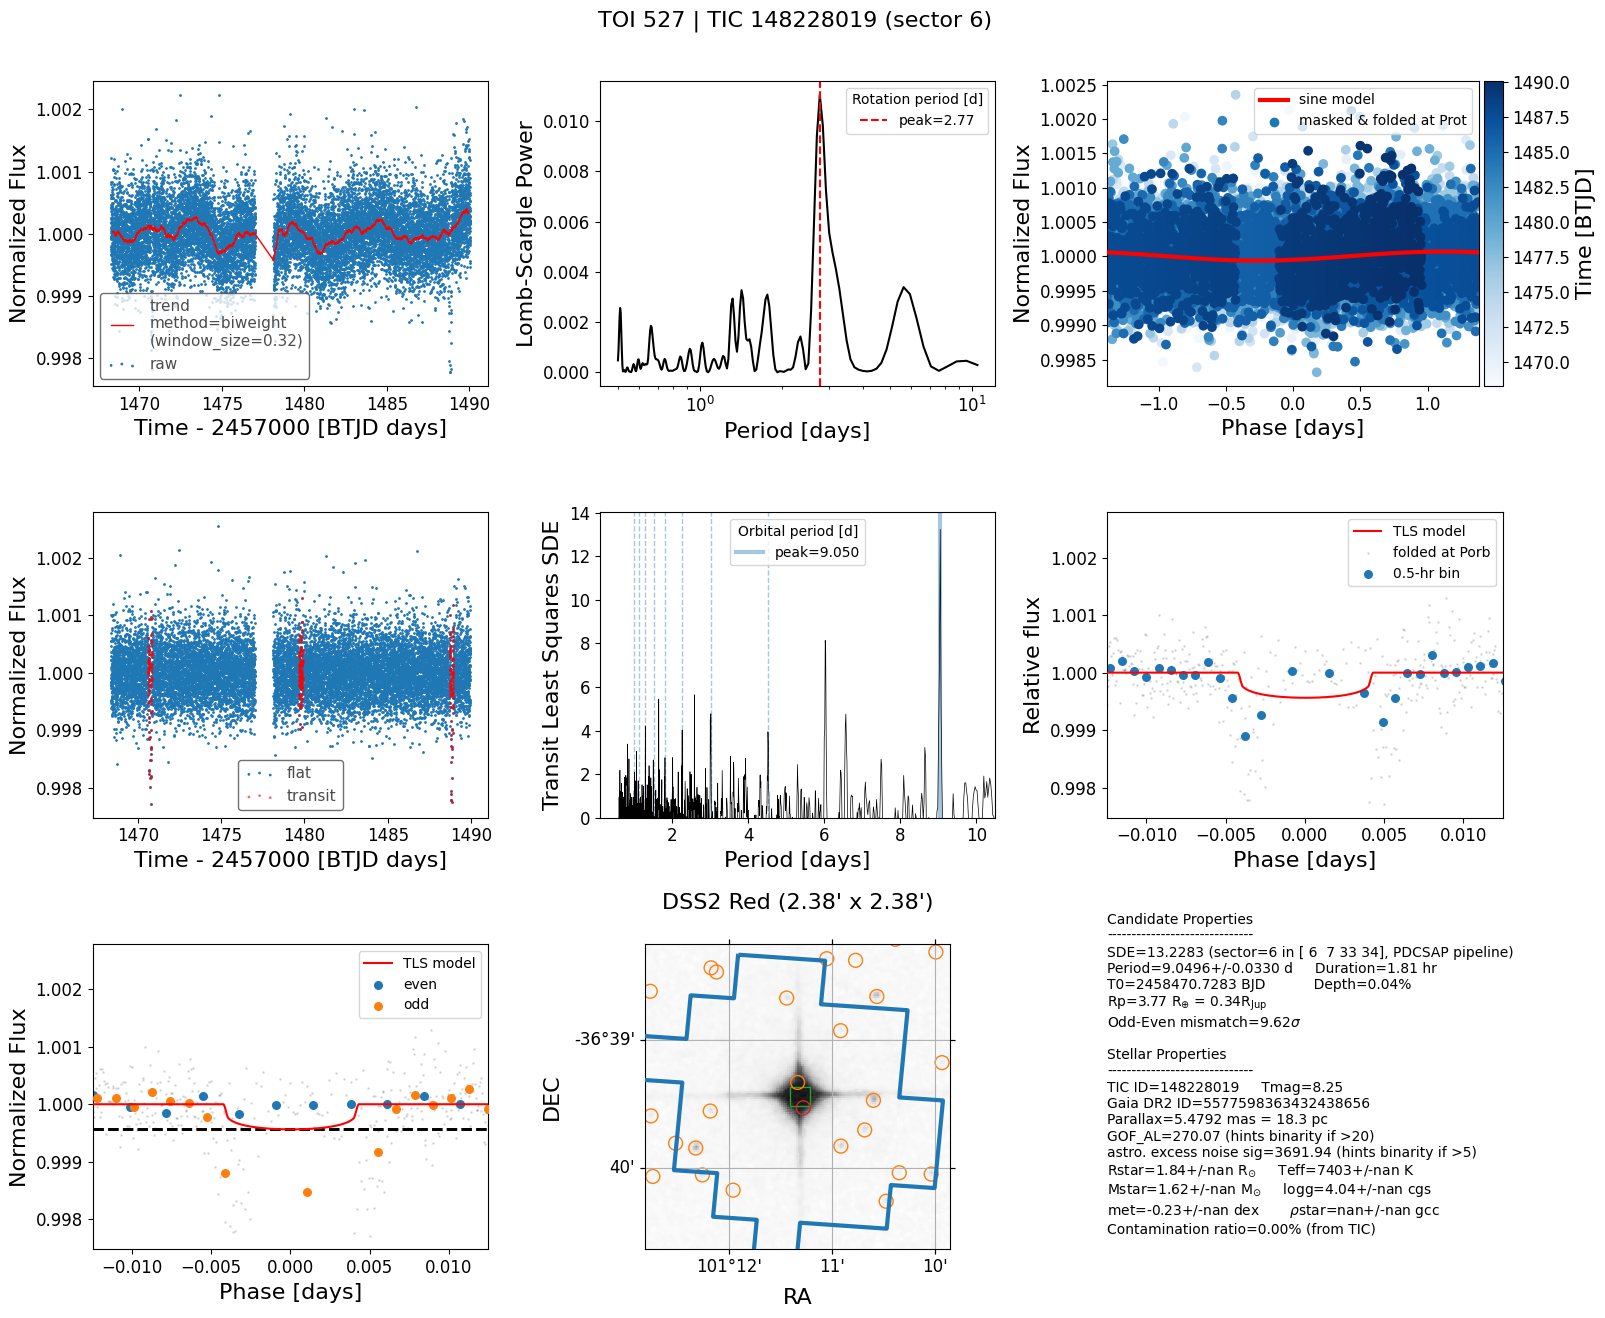 TOI 527 | TIC 148228019 (sector 6)
Normalized Flux
1.002
1.001
1.000
0.999
0.998
trend
method=biweight
(window_size=0.32)
raw
1470
1475
1480
1485
1490
Time - 2457000 [BTJD days]
Lomb-Scargle Power
0.010
0.008
0.006
0.004
0.002
0.000
Rotation period [d]
peak=2.77
10^0
10^1
Period [days]
Normalized Flux
1.0025
1.0020
1.0015
1.0010
1.0005
1.0000
0.9995
0.9990
0.9985
sine model
masked & folded at Prot
−1.0
−0.5
0.0
0.5
1.0
Phase [days]
1490.0
1487.5
1485.0
1482.5
1480.0
1477.5
1475.0
1472.5
1470.0
Time [BTJD]
Normalized Flux
1.002
1.001
1.000
0.999
0.998
flat
transit
1470
1475
1480
1485
1490
Time - 2457000 [BTJD days]
Transit Least Squares SDE
14
12
10
8
6
4
2
0
Orbital period [d]
peak=9.050
2
4
6
8
10
Period [days]
Relative flux
1.002
1.001
1.000
0.999
0.998
TLS model
folded at Porb
0.5-hr bin
−0.010
−0.005
0.000
0.005
0.010
Phase [days]
Normalized Flux
1.002
1.001
1.000
0.999
0.998
TLS model
even
odd
−0.010
−0.005
0.000
0.005
0.010
Phase [days]
DSS2 Red (2.38' x 2.38')
DEC
-36°39'
40'
101°12'
11'
10'
RA
Candidate Properties
------------------------------
SDE=13.2283 (sector=6 in [ 6 7 33 34], PDCSAP pipeline)
Period=9.0496+/-0.0330 d Duration=1.81 hr
T0=2458470.7283 BJD Depth=0.04%
Rp=3.77 R⊕ = 0.34RJup
Odd-Even mismatch=9.62σ
Stellar Properties
------------------------------
TIC ID=148228019 Tmag=8.25
Gaia DR2 ID=5577598363432438656
Parallax=5.4792 mas = 18.3 pc
GOF_AL=270.07 (hints binarity if >20)
astro. excess noise sig=3691.94 (hints binarity if >5)
Rstar=1.84+/-nan R⊙ Teff=7403+/-nan K
Mstar=1.62+/-nan M⊙ logg=4.04+/-nan cgs
met=-0.23+/-nan dex ρstar=nan+/-nan gcc
Contamination ratio=0.00% (from TIC)